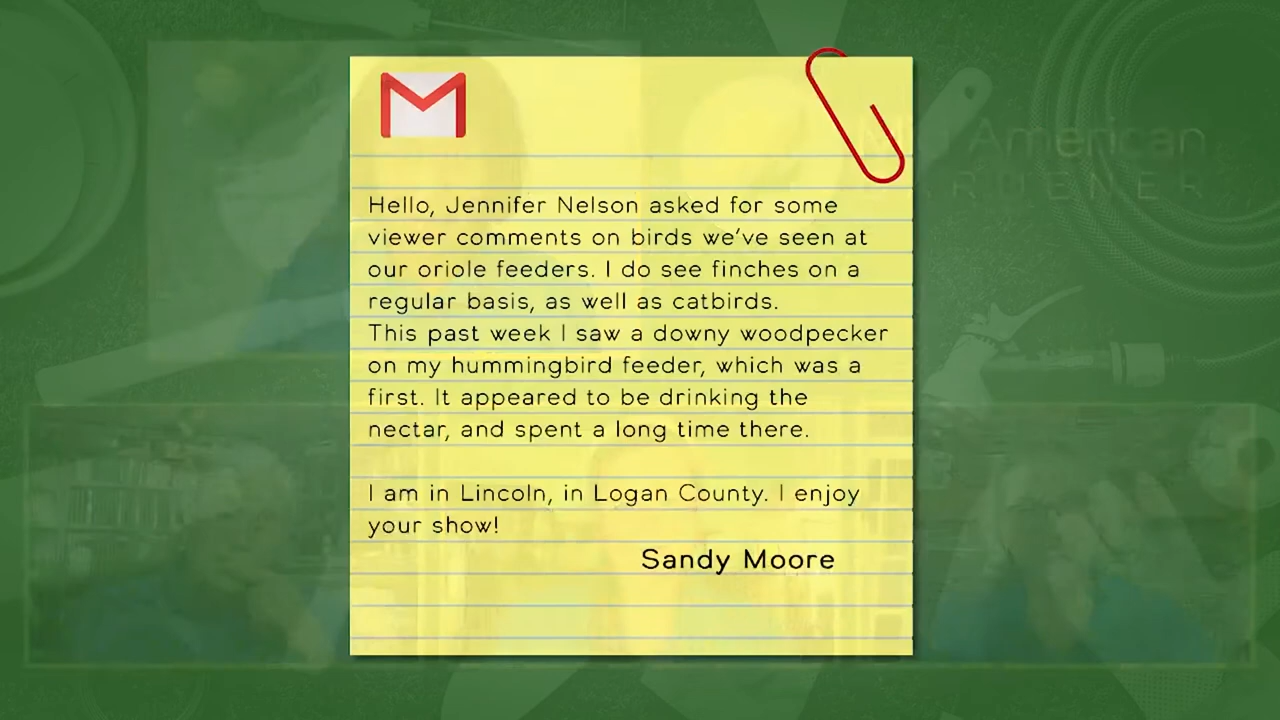 American
Hello, Jennifer Nelson asked for some
viewer comments on birds we've seen at
our oriole feeders. I do see finches on a
regular basis, as well as catbirds.
This past week I saw a downy woodpecker
on my hummingbird feeder, which was a
first. It appeared to be drinking the
nectar, and spent a long time there.
I am in Lincoln, in Logan County. I enjoy
your show!
Sandy Moore